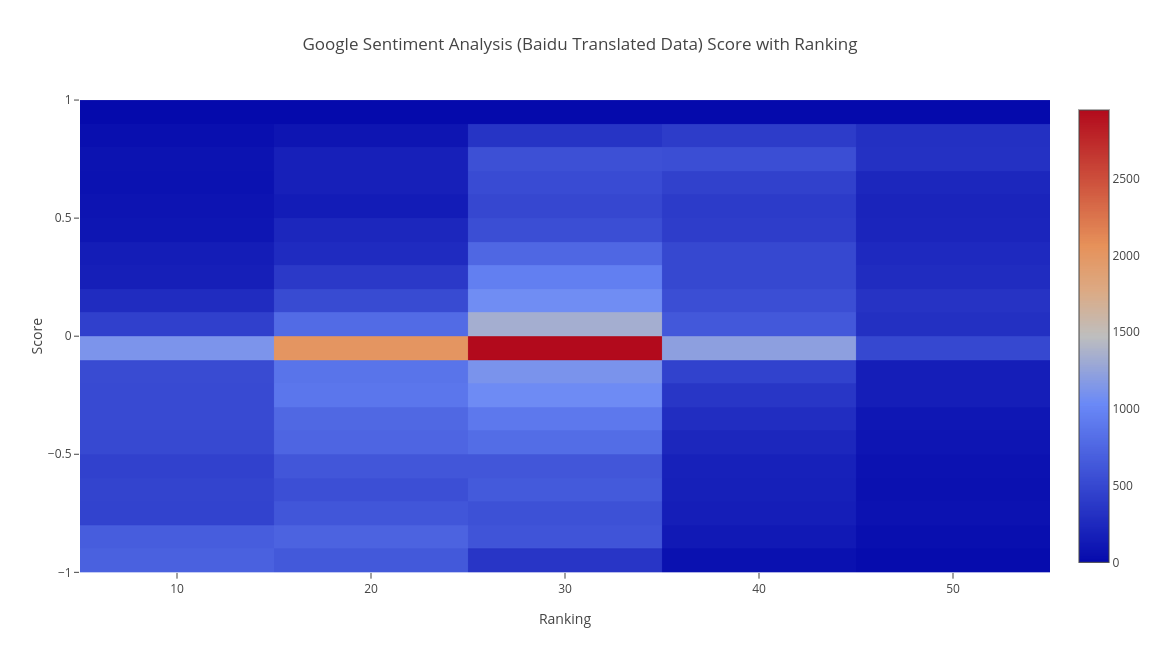 Google Sentiment Analysis (Baidu Translated Data) Score with Ranking
1
0.5
0
−0.5
−1
Score
10 20 30 40 50
Ranking
2500
2000
1500
1000
500
0